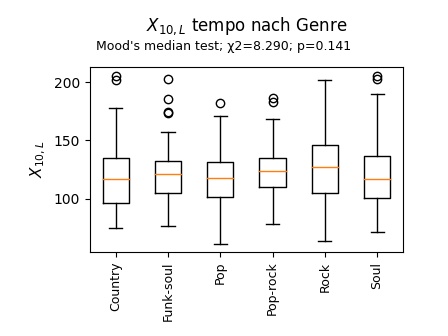 X10,L tempo nach Genre
Mood's median test; χ2=8.290; p=0.141
X10,L
200
150
100
Country
Funk-soul
Pop
Pop-rock
Rock
Soul